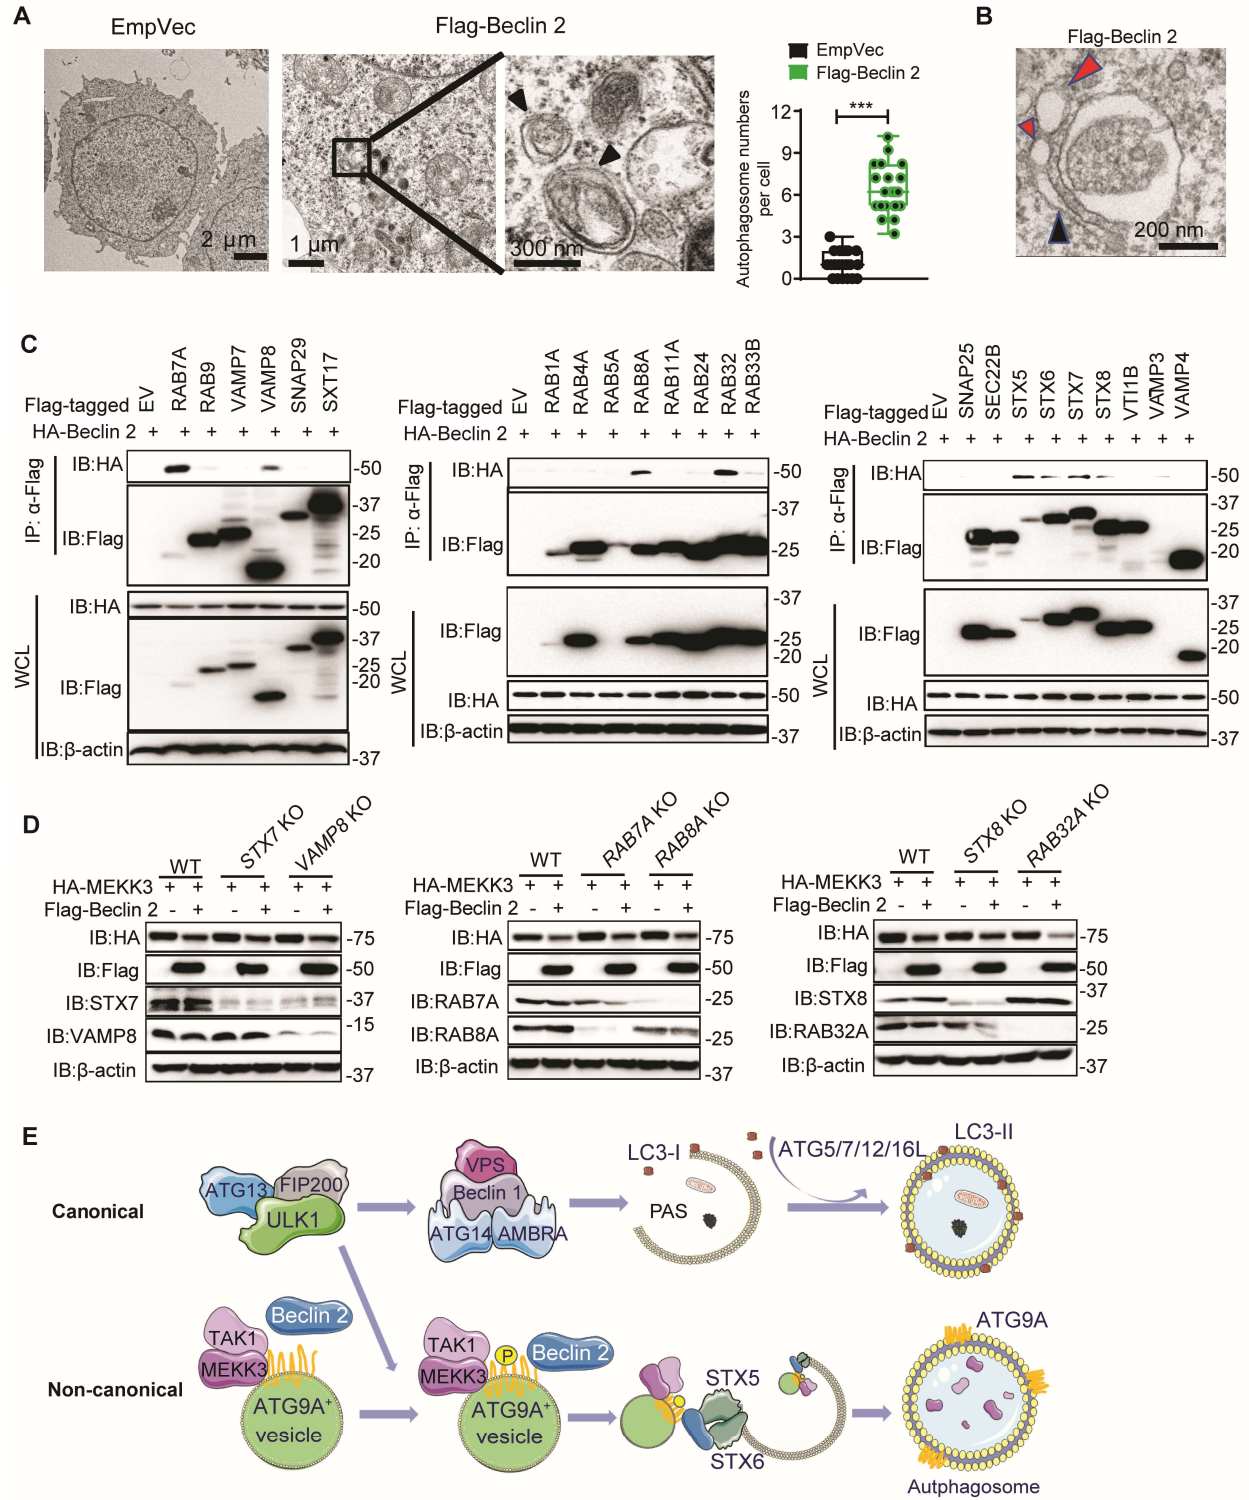 A
EmpVec
Flag-Beclin 2
2 μm
1 μm
300 nm
EmpVec
Flag-Beclin 2
Autophagosome numbers
per cell
12
9
6
3
0
***
B
Flag-Beclin 2
200 nm
C
Flag-tagged
EV
RAB7A
RAB9
VAMP7
VAMP8
SNAP29
SXT17
HA-Beclin 2 + + + + + + +
IP: α-Flag
IB:HA -50
IB:Flag
-37
-25
-20
WCL
IB:HA -50
IB:Flag
-37
-25
-20
IB:β-actin
-37
Flag-tagged
EV
RAB1A
RAB4A
RAB5A
RAB8A
RAB11A
RAB24
RAB32
RAB33B
HA-Beclin 2 + + + + + + + + +
IP: α-Flag
IB:HA -50
IB:Flag
-37
-25
WCL
IB:Flag
-37
-25
-20
IB:HA -50
IB:β-actin -37
Flag-tagged
EV
SNAP25
SEC22B
STX5
STX6
STX7
STX8
VTI1B
VAMP3
VAMP4
HA-Beclin 2 + + + + + + + + + +
IP: α-Flag
IB:HA -50
IB:Flag
-37
-25
-20
WCL
IB:Flag
-37
-25
-20
IB:HA -50
IB:β-actin -37
D
WT
STX7 KO
VAMP8 KO
HA-MEKK3 + + + + + +
Flag-Beclin 2 - + - + - +
IB:HA -75
IB:Flag -50
IB:STX7 -37
IB:VAMP8 -15
IB:β-actin -37
WT
RAB7A KO
RAB8A KO
HA-MEKK3 + + + + + +
Flag-Beclin 2 - + - + - +
IB:HA -75
IB:Flag -50
IB:RAB7A -25
IB:RAB8A -25
IB:β-actin -37
WT
STX8 KO
RAB32A KO
HA-MEKK3 + + + + + +
Flag-Beclin 2 - + - + - +
IB:HA -75
IB:Flag -50
IB:STX8 -37
IB:RAB32A -25
IB:β-actin -37
E
Canonical
ATG13
FIP200
ULK1
VPS
Beclin 1
ATG14
AMBRA
LC3-I
PAS
ATG5/7/12/16L
LC3-II
Non-canonical
Beclin 2
TAK1
MEKK3
ATG9A+
vesicle
TAK1
MEKK3
P
Beclin 2
ATG9A+
vesicle
STX5
STX6
ATG9A
Autphagosome